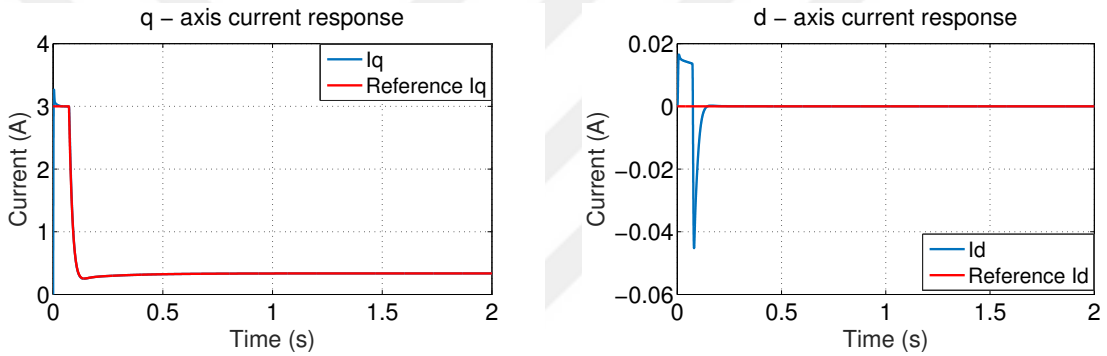 q – axis current response
4
3
2
1
0
Current (A)
Iq
Reference Iq
0
0.5
1
1.5
2
Time (s)
d – axis current response
0.02
0
−0.02
−0.04
−0.06
Current (A)
Id
Reference Id
0
0.5
1
1.5
2
Time (s)